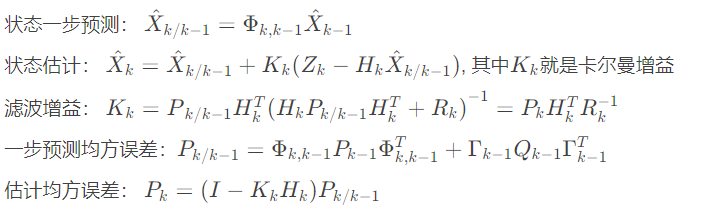 状态一步预测： $\hat{X}_{k/k-1} = \Phi_{k,k-1}\hat{X}_{k-1}$
状态估计： $\hat{X}_k = \hat{X}_{k/k-1} + K_k(Z_k - H_k\hat{X}_{k/k-1})$, 其中$K_k$就是卡尔曼增益
滤波增益： $K_k = P_{k/k-1}H_k^T(H_kP_{k/k-1}H_k^T + R_k)^{-1} = P_kH_k^TR_k^{-1}$
一步预测均方误差： $P_{k/k-1} = \Phi_{k,k-1}P_{k-1}\Phi_{k,k-1}^T + \Gamma_{k-1}Q_{k-1}\Gamma_{k-1}^T$
估计均方误差： $P_k = (I - K_kH_k)P_{k/k-1}$